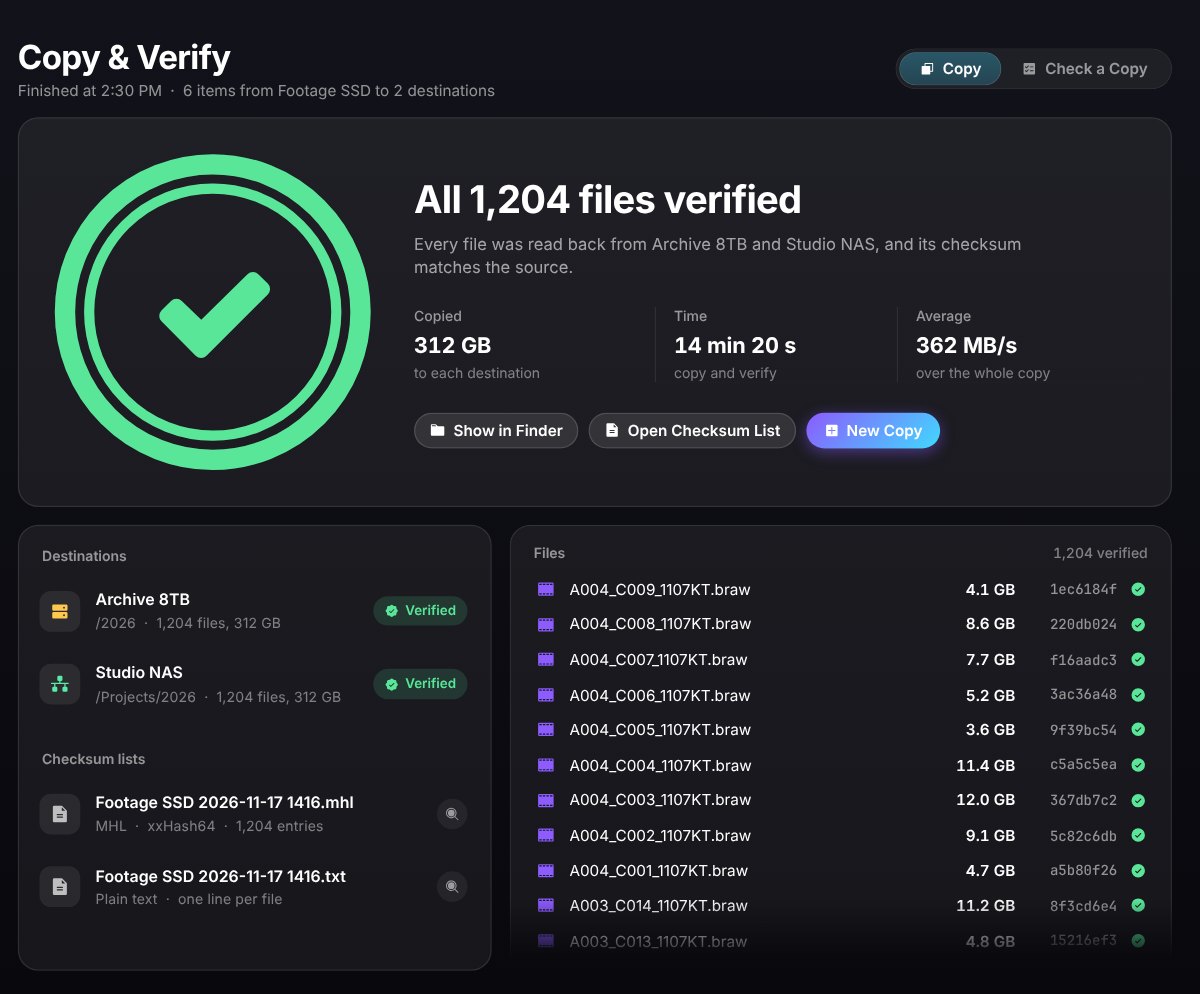 Copy & Verify
Finished at 2:30 PM · 6 items from Footage SSD to 2 destinations
Copy
Check a Copy
All 1,204 files verified
Every file was read back from Archive 8TB and Studio NAS, and its checksum
matches the source.
Copied
312 GB
to each destination
Time
14 min 20 s
copy and verify
Average
362 MB/s
over the whole copy
Show in Finder
Open Checksum List
New Copy
Destinations
Archive 8TB
/2026 · 1,204 files, 312 GB
Verified
Studio NAS
/Projects/2026 · 1,204 files, 312 GB
Verified
Checksum lists
Footage SSD 2026-11-17 1416.mhl
MHL · xxHash64 · 1,204 entries
Footage SSD 2026-11-17 1416.txt
Plain text · one line per file
Files 1,204 verified
A004_C009_1107KT.braw 4.1 GB 1ec6184f
A004_C008_1107KT.braw 8.6 GB 220db024
A004_C007_1107KT.braw 7.7 GB f16aadc3
A004_C006_1107KT.braw 5.2 GB 3ac36a48
A004_C005_1107KT.braw 3.6 GB 9f39bc54
A004_C004_1107KT.braw 11.4 GB c5a5c5ea
A004_C003_1107KT.braw 12.0 GB 367db7c2
A004_C002_1107KT.braw 9.1 GB 5c82c6db
A004_C001_1107KT.braw 4.7 GB a5b80f26
A003_C014_1107KT.braw 11.2 GB 8f3cd6e4
A003_C013_1107KT.braw 4.8 GB 15216ef3